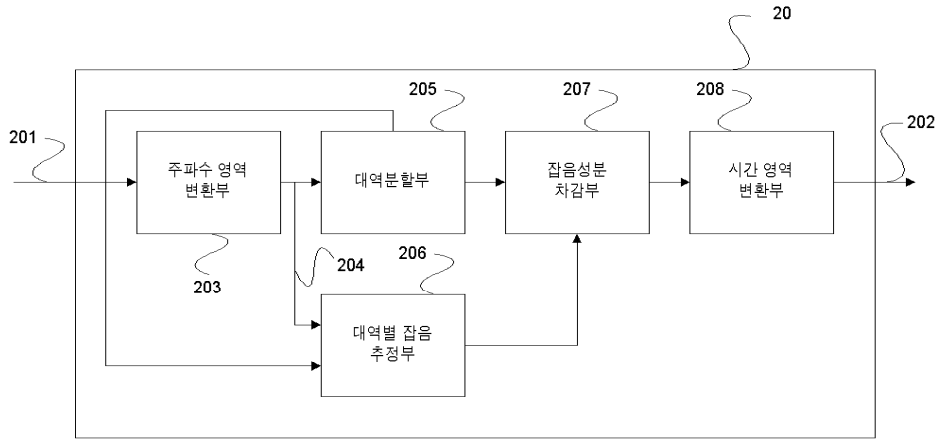 20
205
207
208
201
202
주파수 영역
변환부
대역분할부
잡음성분
차감부
시간 영역
변환부
203
204
206
대역별 잡음
추정부